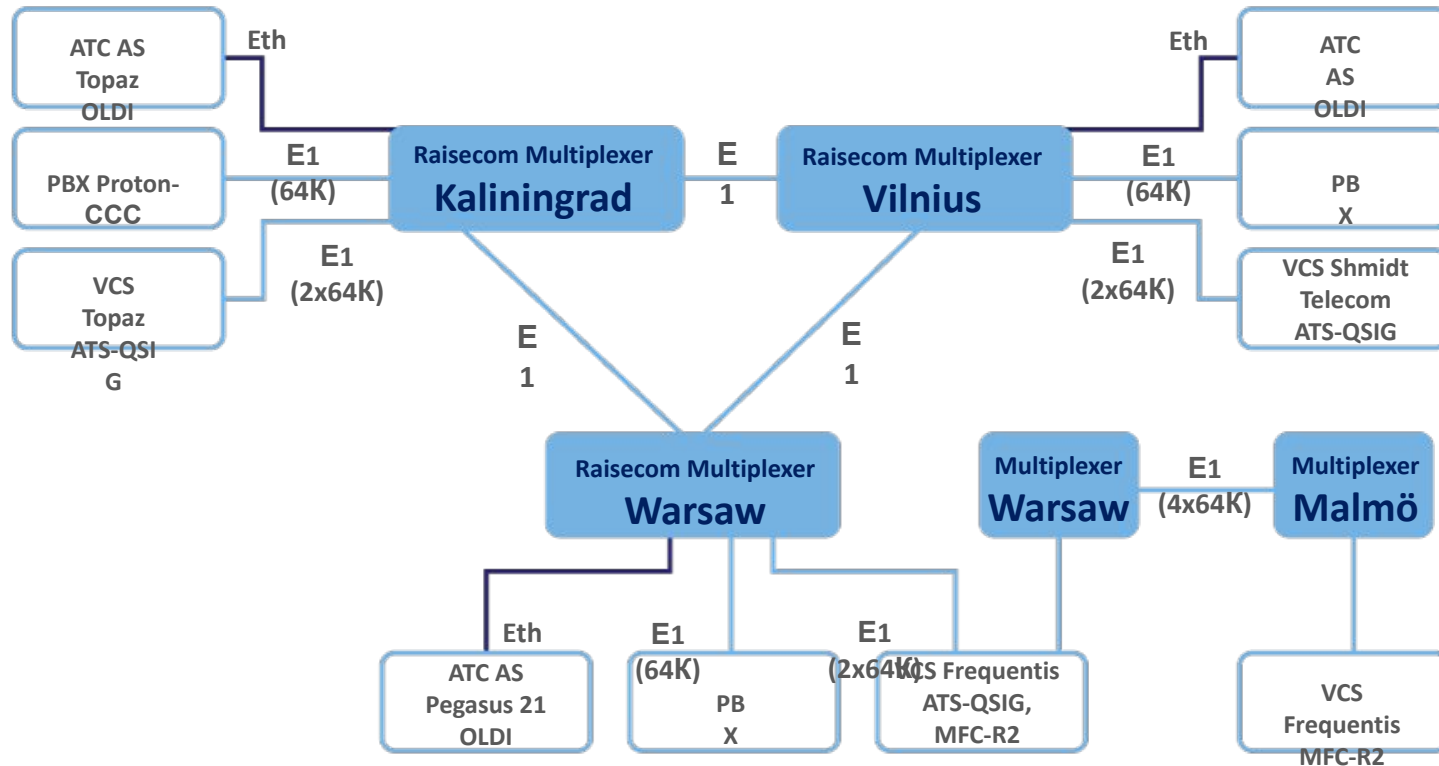 ATC AS
Topaz
OLDI
Eth
Eth
ATC
AS
OLDI
PBX Proton-
CCC
E1
(64K)
Raisecom Multiplexer
Kaliningrad
E
1
Raisecom Multiplexer
Vilnius
E1
(64K)
PB
X
VCS
Topaz
ATS-QSI
G
E1
(2x64K)
E1
(2x64K)
VCS Shmidt
Telecom
ATS-QSIG
E
1
E
1
Raisecom Multiplexer
Warsaw
Multiplexer
Warsaw
E1
(4x64K)
Multiplexer
Malmö
Eth
E1
(64K)
E1
(2x64K)
ATC AS
Pegasus 21
OLDI
PB
X
VCS Frequentis
ATS-QSIG,
MFC-R2
VCS
Frequentis
MFC-R2